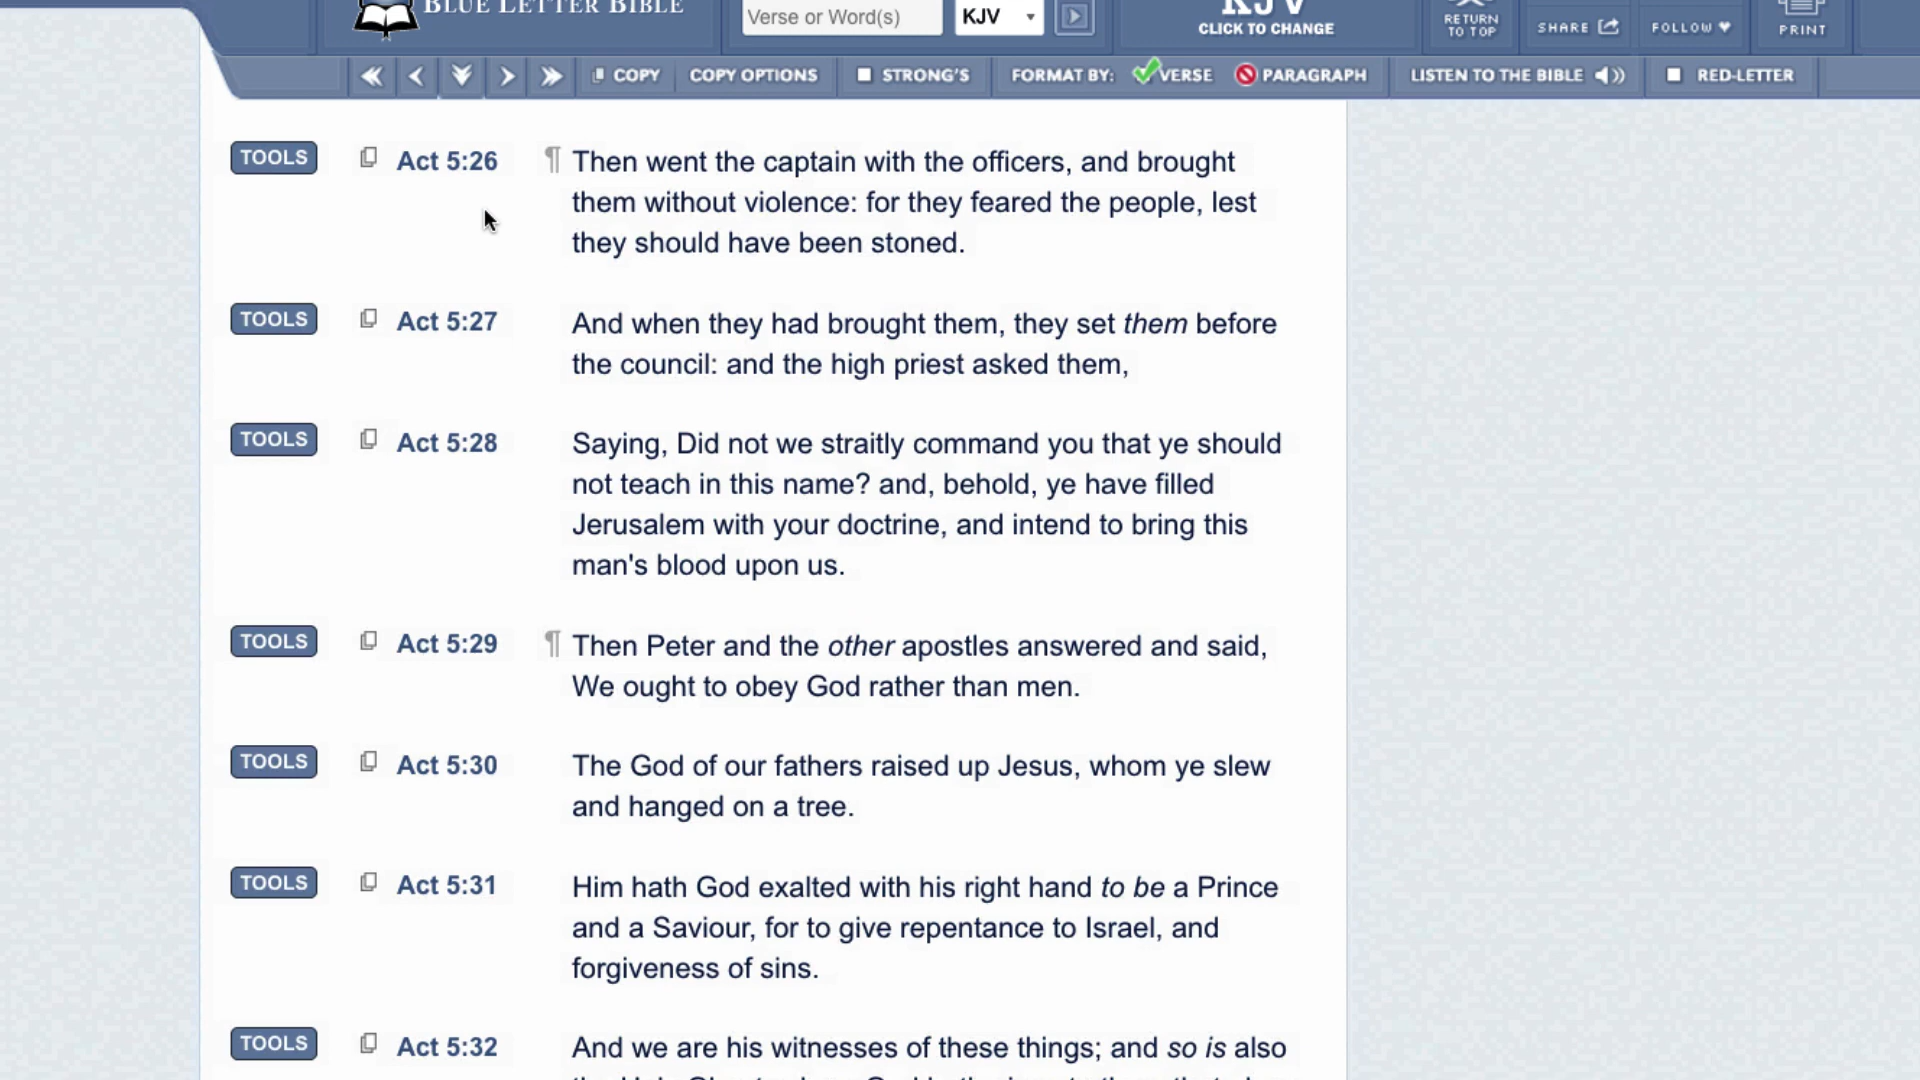 BLUE LETTER BIBLE
Verse or Word(s)
KJV
KJV
CLICK TO CHANGE
RETURN
TO TOP
SHARE
FOLLOW
PRINT
COPY
COPY OPTIONS
STRONG'S
FORMAT BY:
VERSE
PARAGRAPH
LISTEN TO THE BIBLE
RED-LETTER
TOOLS Act 5:26 ¶ Then went the captain with the officers, and brought
them without violence: for they feared the people, lest
they should have been stoned.
TOOLS Act 5:27 And when they had brought them, they set them before
the council: and the high priest asked them,
TOOLS Act 5:28 Saying, Did not we straitly command you that ye should
not teach in this name? and, behold, ye have filled
Jerusalem with your doctrine, and intend to bring this
man's blood upon us.
TOOLS Act 5:29 ¶ Then Peter and the other apostles answered and said,
We ought to obey God rather than men.
TOOLS Act 5:30 The God of our fathers raised up Jesus, whom ye slew
and hanged on a tree.
TOOLS Act 5:31 Him hath God exalted with his right hand to be a Prince
and a Saviour, for to give repentance to Israel, and
forgiveness of sins.
TOOLS Act 5:32 And we are his witnesses of these things; and so is also